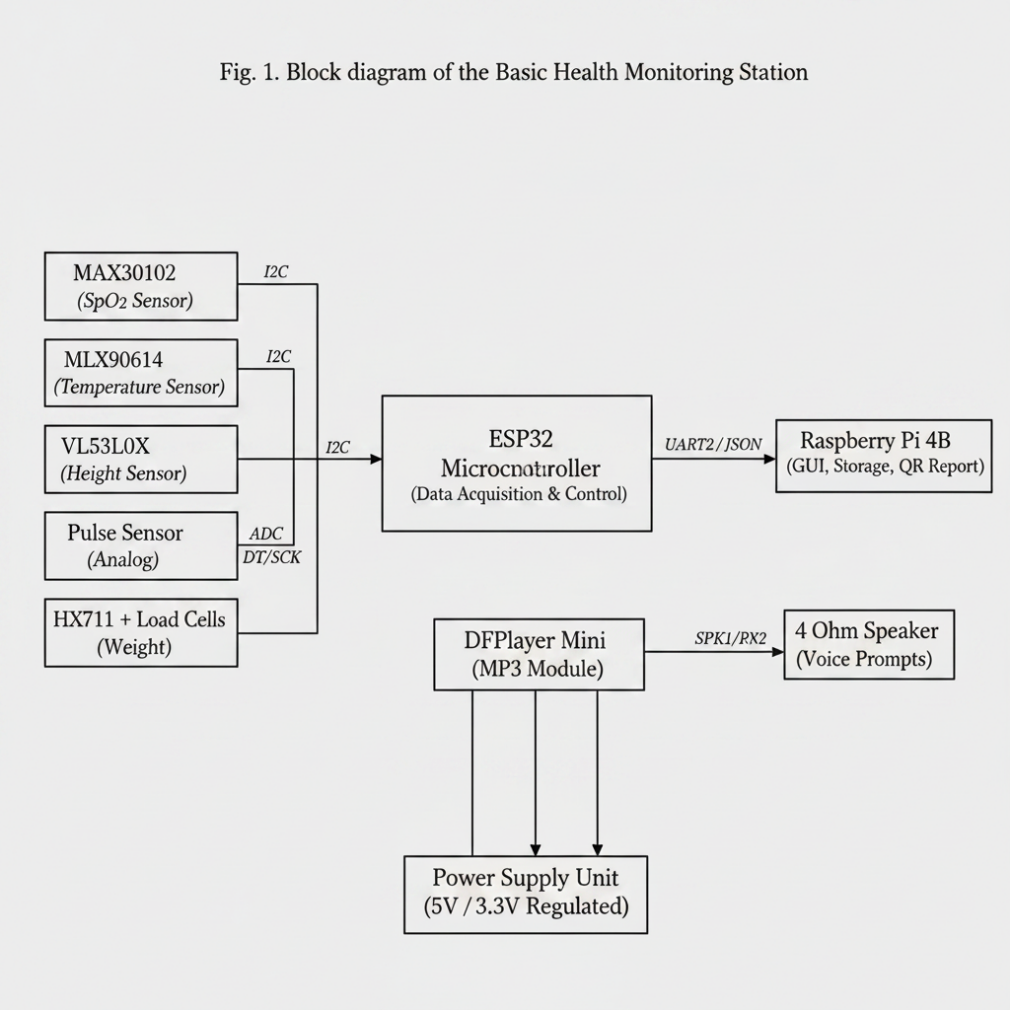 Fig. 1. Block diagram of the Basic Health Monitoring Station
MAX30102
(SpO2 Sensor)
I2C
MLX90614
(Temperature Sensor)
I2C
VL53L0X
(Height Sensor)
I2C
Pulse Sensor
(Analog)
ADC
DT/SCK
HX711 + Load Cells
(Weight)
ESP32
(Data Acquisition & Control)
UART2/JSON
Raspberry Pi 4B
(GUI, Storage, QR Report)
DFPlayer Mini
(MP3 Module)
SPK1/RX2
4 Ohm Speaker
(Voice Prompts)
Power Supply Unit
(5V / 3.3V Regulated)